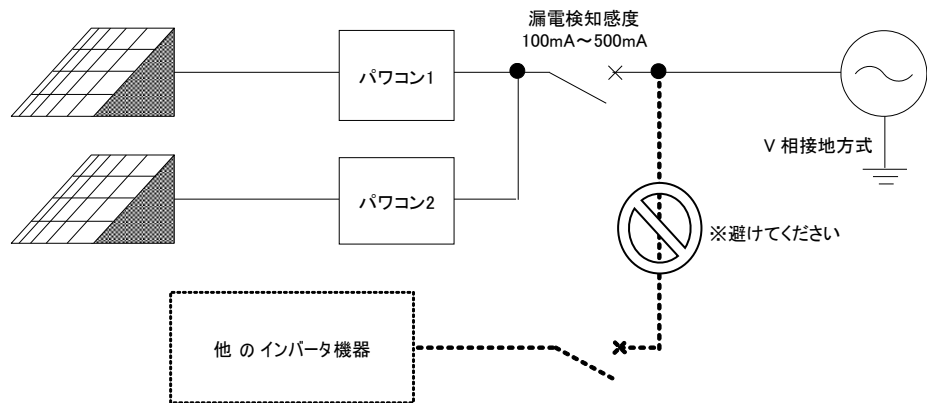 漏電検知感度
100mA～500mA
パワコン1
V 相接地方式
パワコン2
※避けてください
他 の インバータ機器